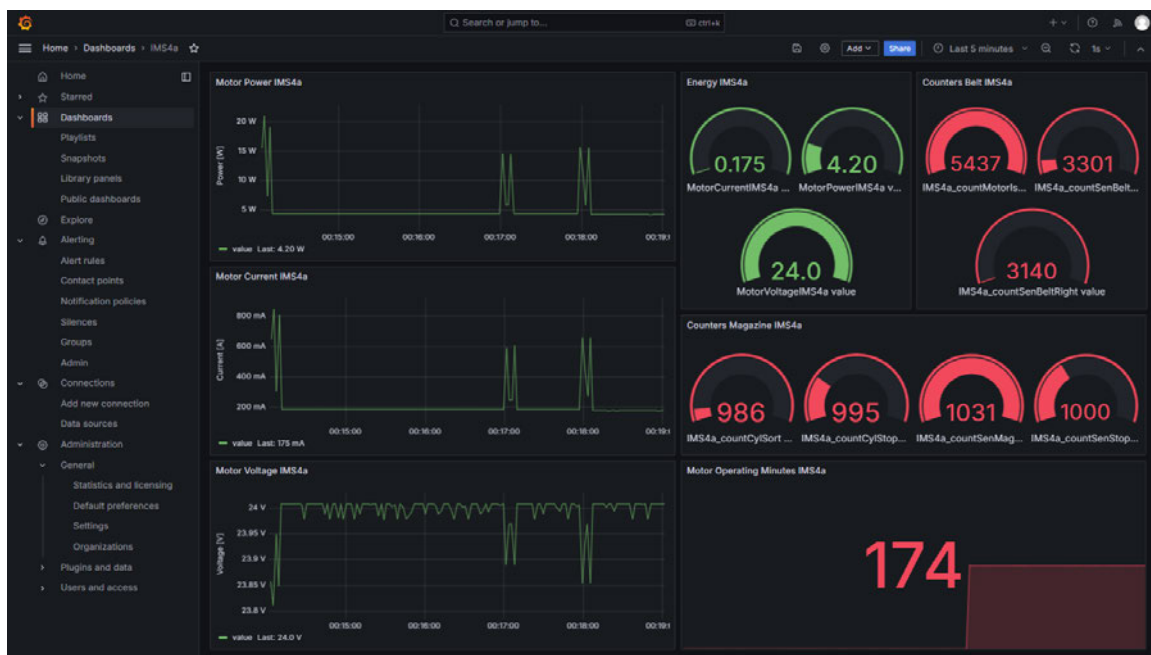 Search or jump to...
ctrl+k
Home › Dashboards › IMS4a
Add
Share
Last 5 minutes
1s
Home
Starred
Dashboards
Playlists
Snapshots
Library panels
Public dashboards
Explore
Alerting
Alert rules
Contact points
Notification policies
Silences
Groups
Admin
Connections
Add new connection
Data sources
Administration
General
Statistics and licensing
Default preferences
Settings
Organizations
Plugins and data
Users and access
Motor Power IMS4a
Power [W]
20 W
15 W
10 W
5 W
00:15:00 00:16:00 00:17:00 00:18:00 00:19:
value Last: 4.20 W
Motor Current IMS4a
Current [A]
800 mA
600 mA
400 mA
200 mA
00:15:00 00:16:00 00:17:00 00:18:00 00:19:
value Last: 175 mA
Motor Voltage IMS4a
Voltage [V]
24 V
23.95 V
23.9 V
23.85 V
23.8 V
00:15:00 00:16:00 00:17:00 00:18:00 00:19:
value Last: 24.0 V
Energy IMS4a
0.175
MotorCurrentIMS4a ...
4.20
MotorPowerIMS4a v...
24.0
MotorVoltageIMS4a value
Counters Belt IMS4a
5437
IMS4a_countMotorIs...
3301
IMS4a_countSenBelt...
3140
IMS4a_countSenBeltRight value
Counters Magazine IMS4a
986
IMS4a_countCylSort ...
995
IMS4a_countCylStop...
1031
IMS4a_countSenMag...
1000
IMS4a_countSenStop...
Motor Operating Minutes IMS4a
174